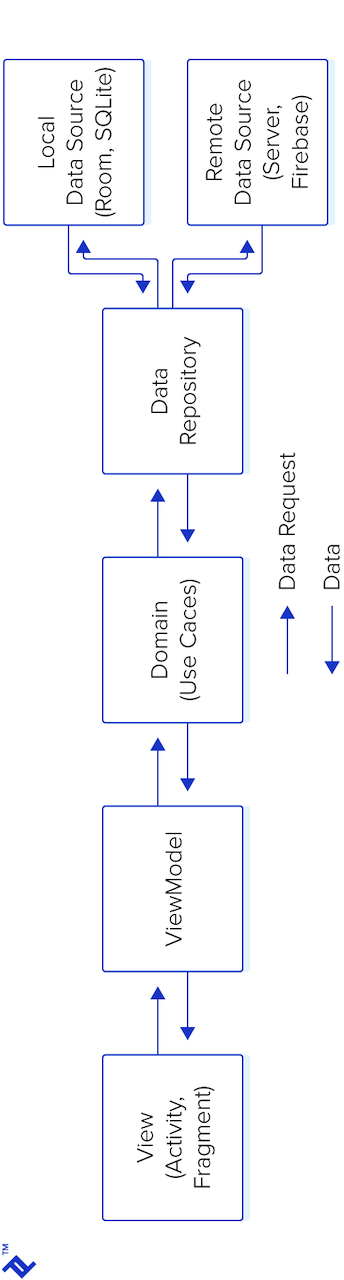 View
(Activity,
Fragment)
ViewModel
Domain
(Use Caces)
Data
Repository
Local
Data Source
(Room, SQLite)
Remote
Data Source
(Server,
Firebase)
Data Request
Data
TM